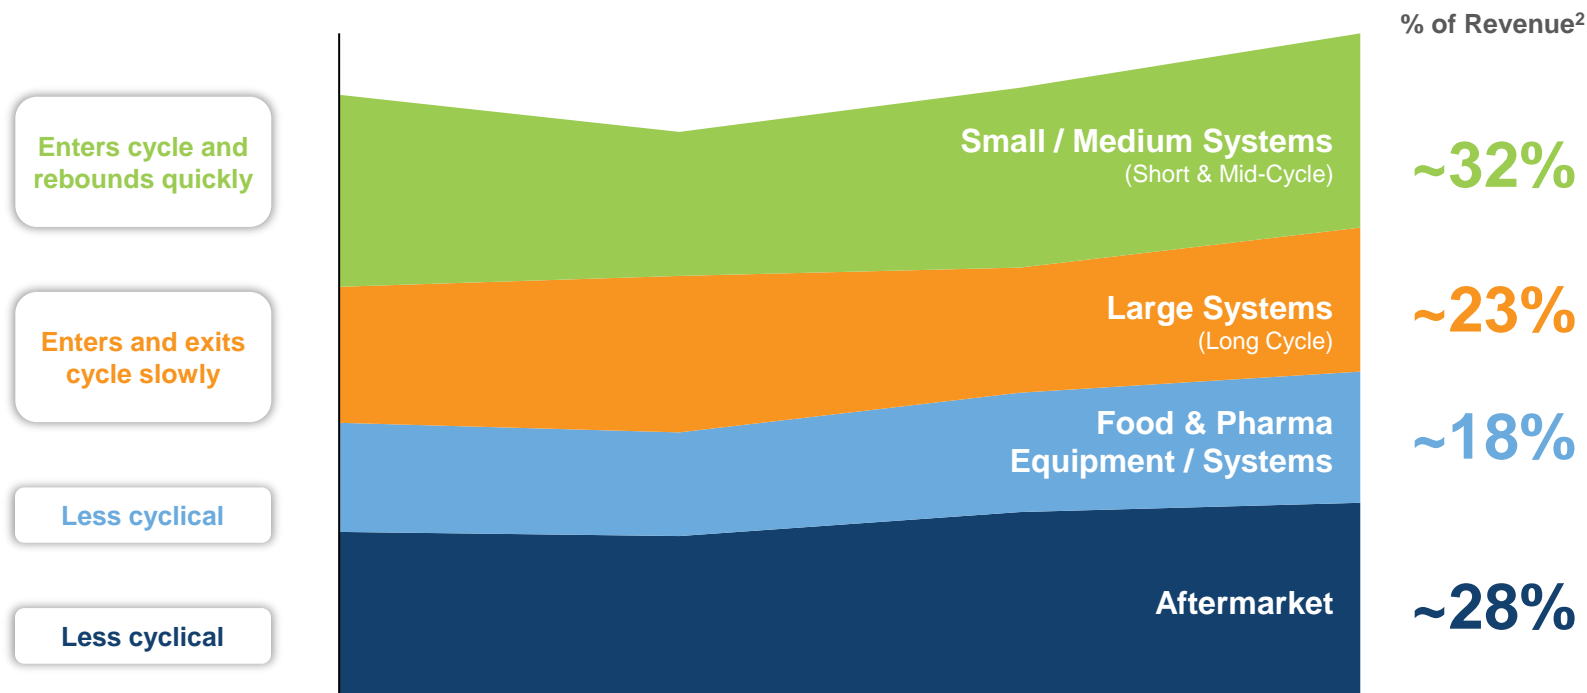 % of Revenue2
Enters cycle and
rebounds quickly
Small / Medium Systems
(Short & Mid-Cycle)
~32%
Enters and exits
cycle slowly
Large Systems
(Long Cycle)
~23%
Less cyclical
Food & Pharma
Equipment / Systems
~18%
Less cyclical
Aftermarket
~28%